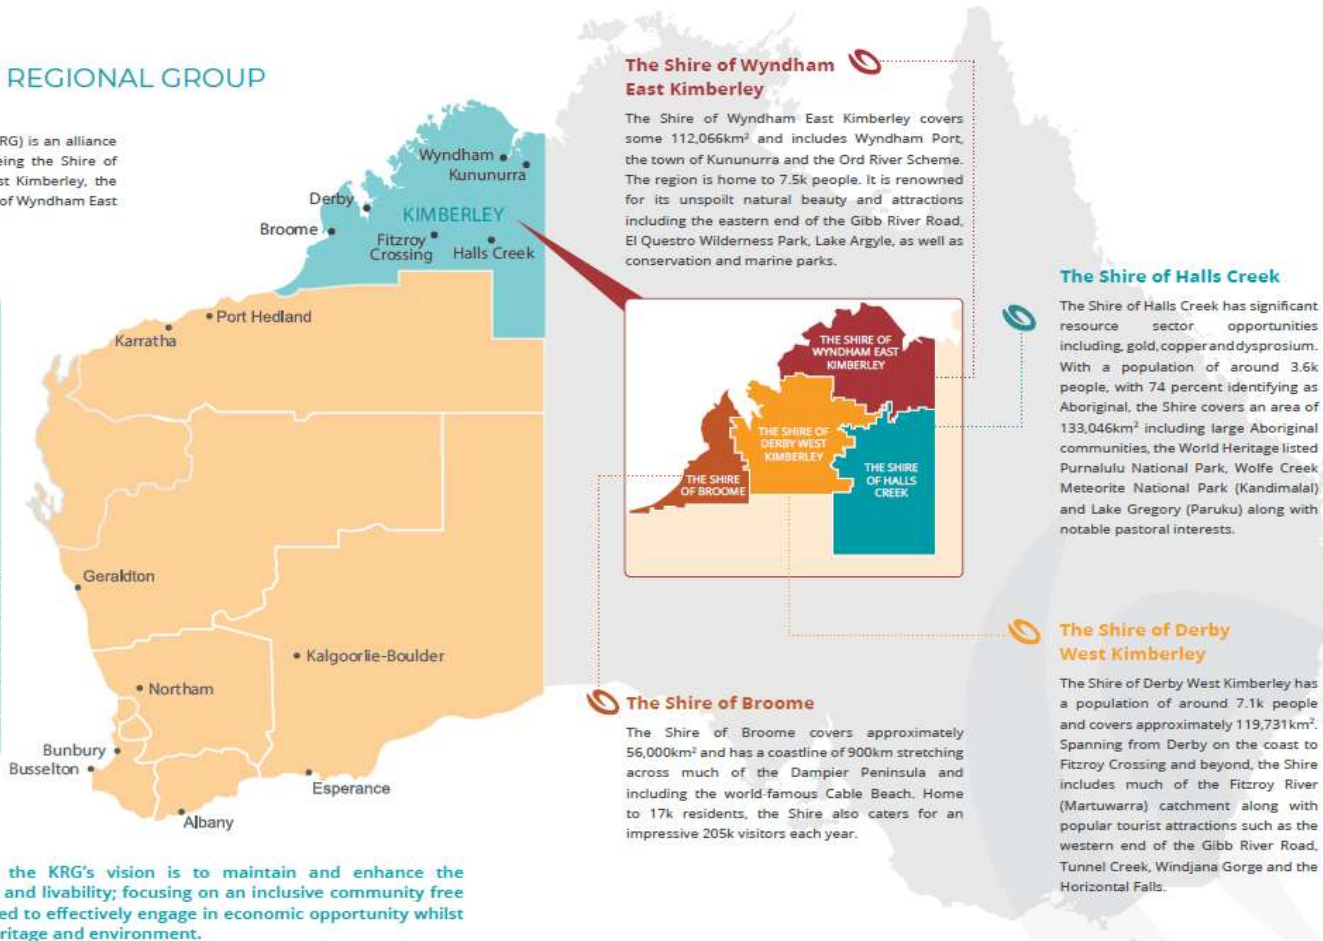 REGIONAL GROUP
RG) is an alliance
eing the Shire of
st Kimberley, the
of Wyndham East
Wyndham
Kununurra
Derby
KIMBERLEY
Broome
Fitzroy
Crossing
Halls Creek
Port Hedland
Karratha
Geraldton
Kalgoorlie-Boulder
Northam
Bunbury
Busselton
Esperance
Albany
the KRG's vision is to maintain and enhance the
and livability; focusing on an inclusive community free
ed to effectively engage in economic opportunity whilst
ritage and environment.
The Shire of Wyndham
East Kimberley
The Shire of Wyndham East Kimberley covers
some 112,066km² and includes Wyndham Port,
the town of Kununurra and the Ord River Scheme.
The region is home to 7.5k people. It is renowned
for its unspoilt natural beauty and attractions
including the eastern end of the Gibb River Road,
El Questro Wilderness Park, Lake Argyle, as well as
conservation and marine parks.
THE SHIRE OF
WYNDHAM EAST
KIMBERLEY
THE SHIRE OF
DERBY WEST
KIMBERLEY
THE SHIRE
OF BROOME
THE SHIRE
OF HALLS
CREEK
The Shire of Broome
The Shire of Broome covers approximately
56,000km² and has a coastline of 900km stretching
across much of the Dampier Peninsula and
including the world-famous Cable Beach. Home
to 17k residents, the Shire also caters for an
impressive 205k visitors each year.
The Shire of Halls Creek
The Shire of Halls Creek has significant
resource sector opportunities
including, gold, copper and dysprosium.
With a population of around 3.6k
people, with 74 percent identifying as
Aboriginal, the Shire covers an area of
133,046km² including large Aboriginal
communities, the World Heritage listed
Purnalulu National Park, Wolfe Creek
Meteorite National Park (Kandimalal)
and Lake Gregory (Paruku) along with
notable pastoral interests.
The Shire of Derby
West Kimberley
The Shire of Derby West Kimberley has
a population of around 7.1k people
and covers approximately 119,731km².
Spanning from Derby on the coast to
Fitzroy Crossing and beyond, the Shire
includes much of the Fitzroy River
(Martuwarra) catchment along with
popular tourist attractions such as the
western end of the Gibb River Road,
Tunnel Creek, Windjana Gorge and the
Horizontal Falls.